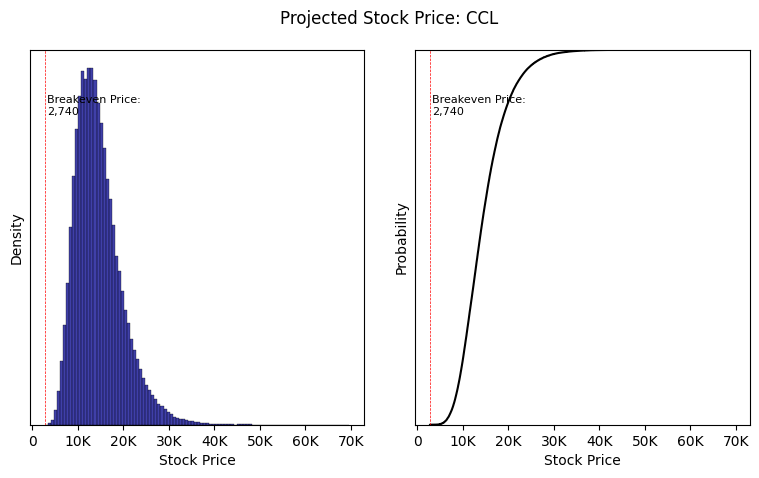 Projected Stock Price: CCL
Breakeven Price:
2,740
Density
0 10K 20K 30K 40K 50K 60K 70K
Stock Price
Breakeven Price:
2,740
Probability
0 10K 20K 30K 40K 50K 60K 70K
Stock Price